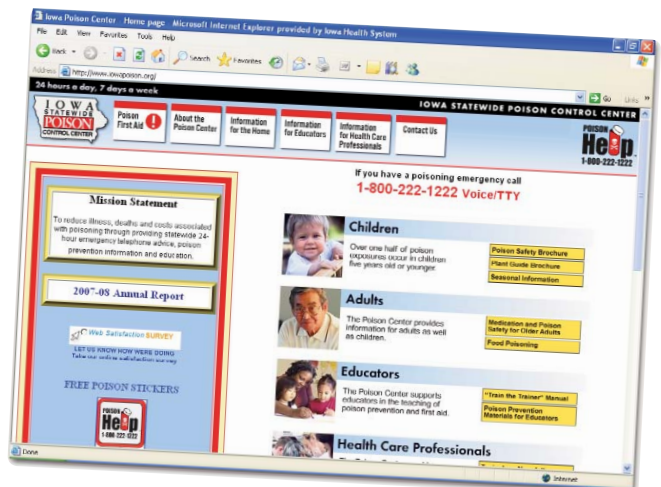 Iowa Poison Center Home page Microsoft Internet Explorer provided by Iowa Health System
File Edit View Favorites Tools Help
Back Search Favorites
Address http://www.iowapoison.org/ Go Links
24 hours a day, 7 days a week
IOWA STATEWIDE POISON CONTROL CENTER
IOWA
STATEWIDE
POISON
CONTROL CENTER
Poison
First Aid
About the
Poison Center
Information
for the Home
Information
for Educators
Information
for Health Care
Professionals
Contact Us
POISON
Help
1-800-222-1222
Mission Statement
To reduce illness, deaths and costs associated
with poisoning through providing statewide 24-
hour emergency telephone advice, poison
prevention information and education.
2007-08 Annual Report
Web Satisfaction SURVEY
LET US KNOW HOW WERE DOING
Take our online satisfaction survey
FREE POISON STICKERS
POISON
Help
1-800-222-1222
If you have a poisoning emergency call
1-800-222-1222 Voice/TTY
Children
Over one half of poison
exposures occur in children
five years old or younger.
Poison Safety Brochure
Plant Guide Brochure
Seasonal Information
Adults
The Poison Center provides
information for adults as well
as children.
Medication and Poison
Safety for Older Adults
Food Poisoning
Educators
The Poison Center supports
educators in the teaching of
poison prevention and first aid.
"Train the Trainer" Manual
Poison Prevention
Materials for Educators
Health Care Professionals
Done
Internet